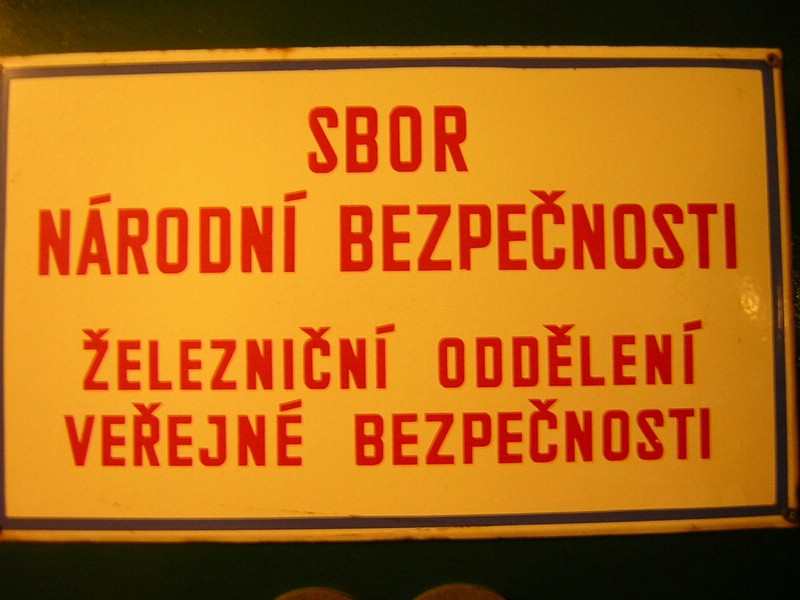 SBOR
NÁRODNÍ BEZPEČNOSTI
ŽELEZNIČNÍ ODDĚLENÍ
VEŘEJNÉ BEZPEČNOSTI